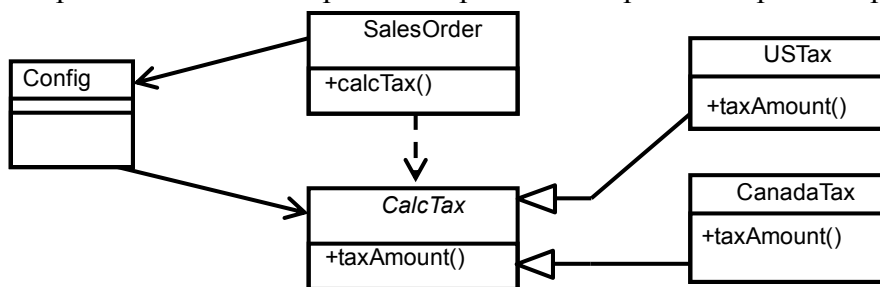 SalesOrder
+calcTax()
Config
USTax
+taxAmount()
CalcTax
+taxAmount()
CanadaTax
+taxAmount()